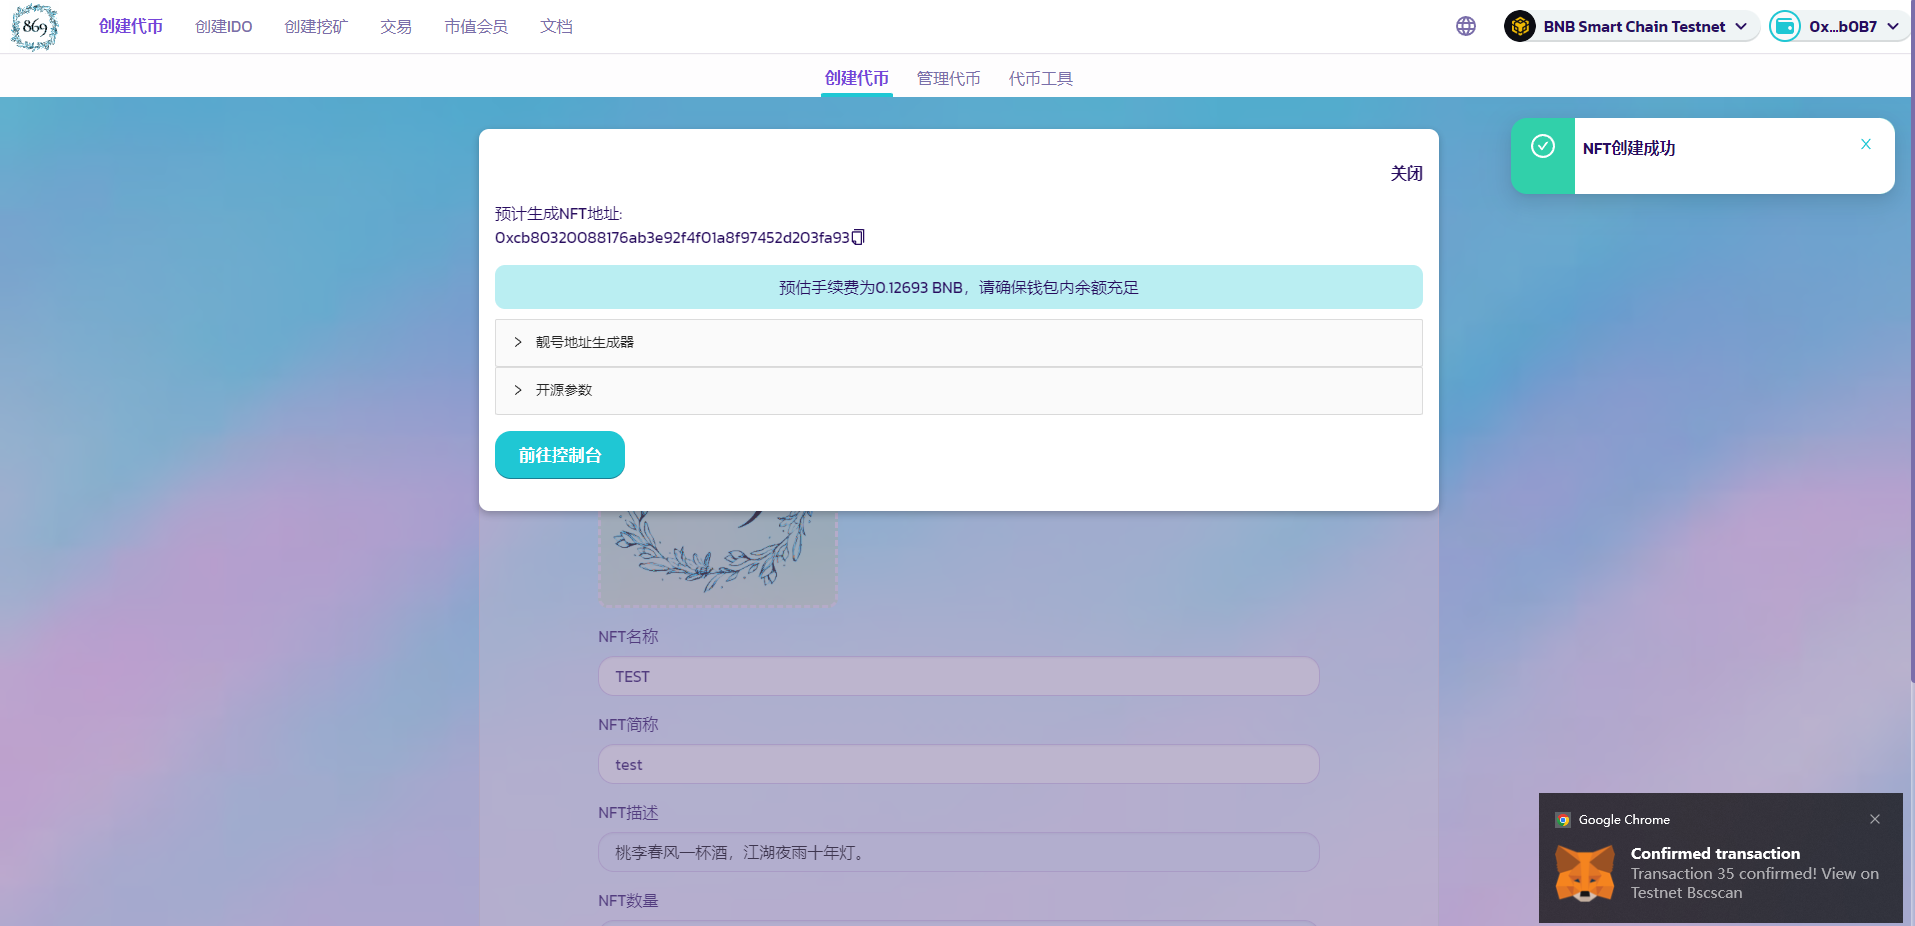 869
创建代币
创建IDO
创建挖矿
交易
市值会员
文档
BNB Smart Chain Testnet
0x...b0B7
创建代币
管理代币
代币工具
NFT创建成功
关闭
预计生成NFT地址:
0xcb80320088176ab3e92f4f01a8f97452d203fa93
预估手续费为0.12693 BNB，请确保钱包内余额充足
靓号地址生成器
开源参数
前往控制台
NFT名称
TEST
NFT简称
test
NFT描述
桃李春风一杯酒，江湖夜雨十年灯。
NFT数量
Google Chrome
Confirmed transaction
Transaction 35 confirmed! View on
Testnet Bscscan